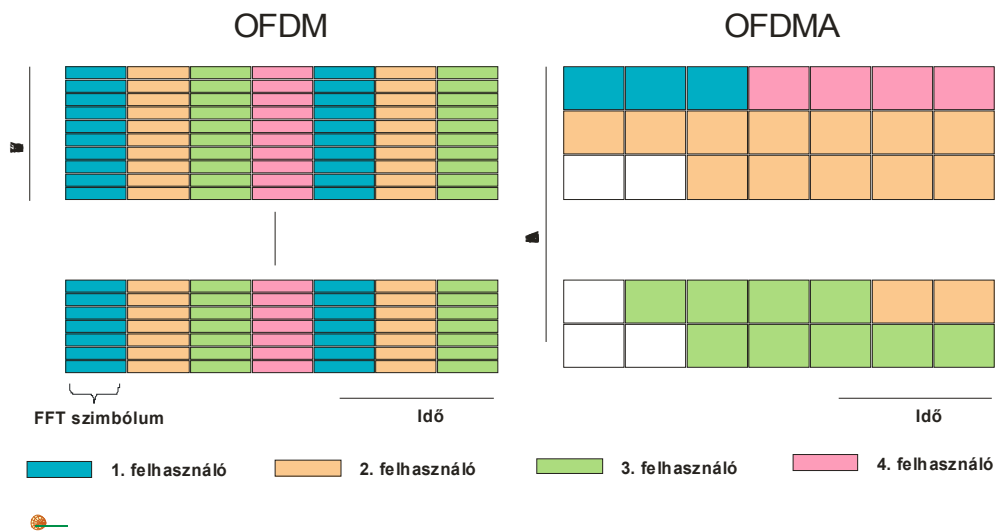 OFDM
OFDMA
FFT szimbólum
Idő
Idő
1. felhasználó
2. felhasználó
3. felhasználó
4. felhasználó